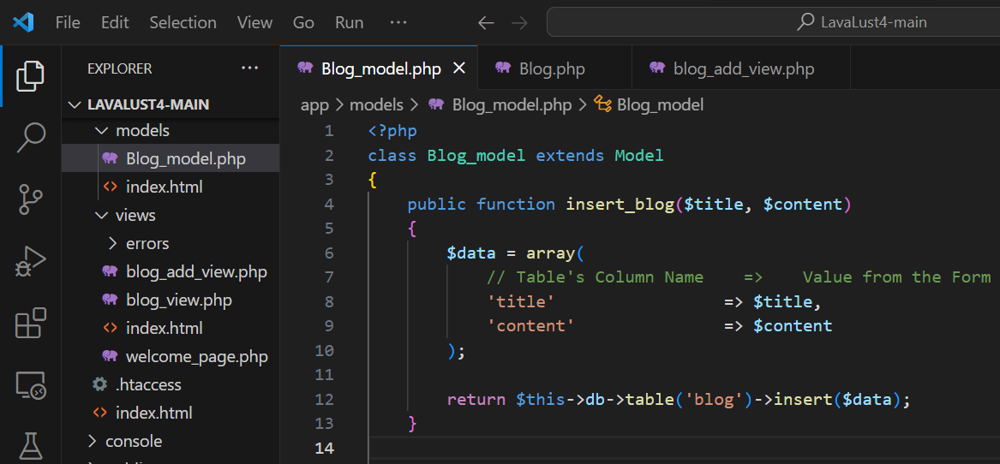 File Edit Selection View Go Run ··· ← → LavaLust4-main
EXPLORER ···
LAVALUST4-MAIN
models
Blog_model.php
index.html
views
errors
blog_add_view.php
blog_view.php
index.html
welcome_page.php
.htaccess
index.html
console
Blog_model.php × Blog.php blog_add_view.php
app > models > Blog_model.php > Blog_model
1 <?php
2 class Blog_model extends Model
3 {
4 public function insert_blog($title, $content)
5 {
6 $data = array(
7 // Table's Column Name => Value from the Form
8 'title' => $title,
9 'content' => $content
10 );
11
12 return $this->db->table('blog')->insert($data);
13 }
14